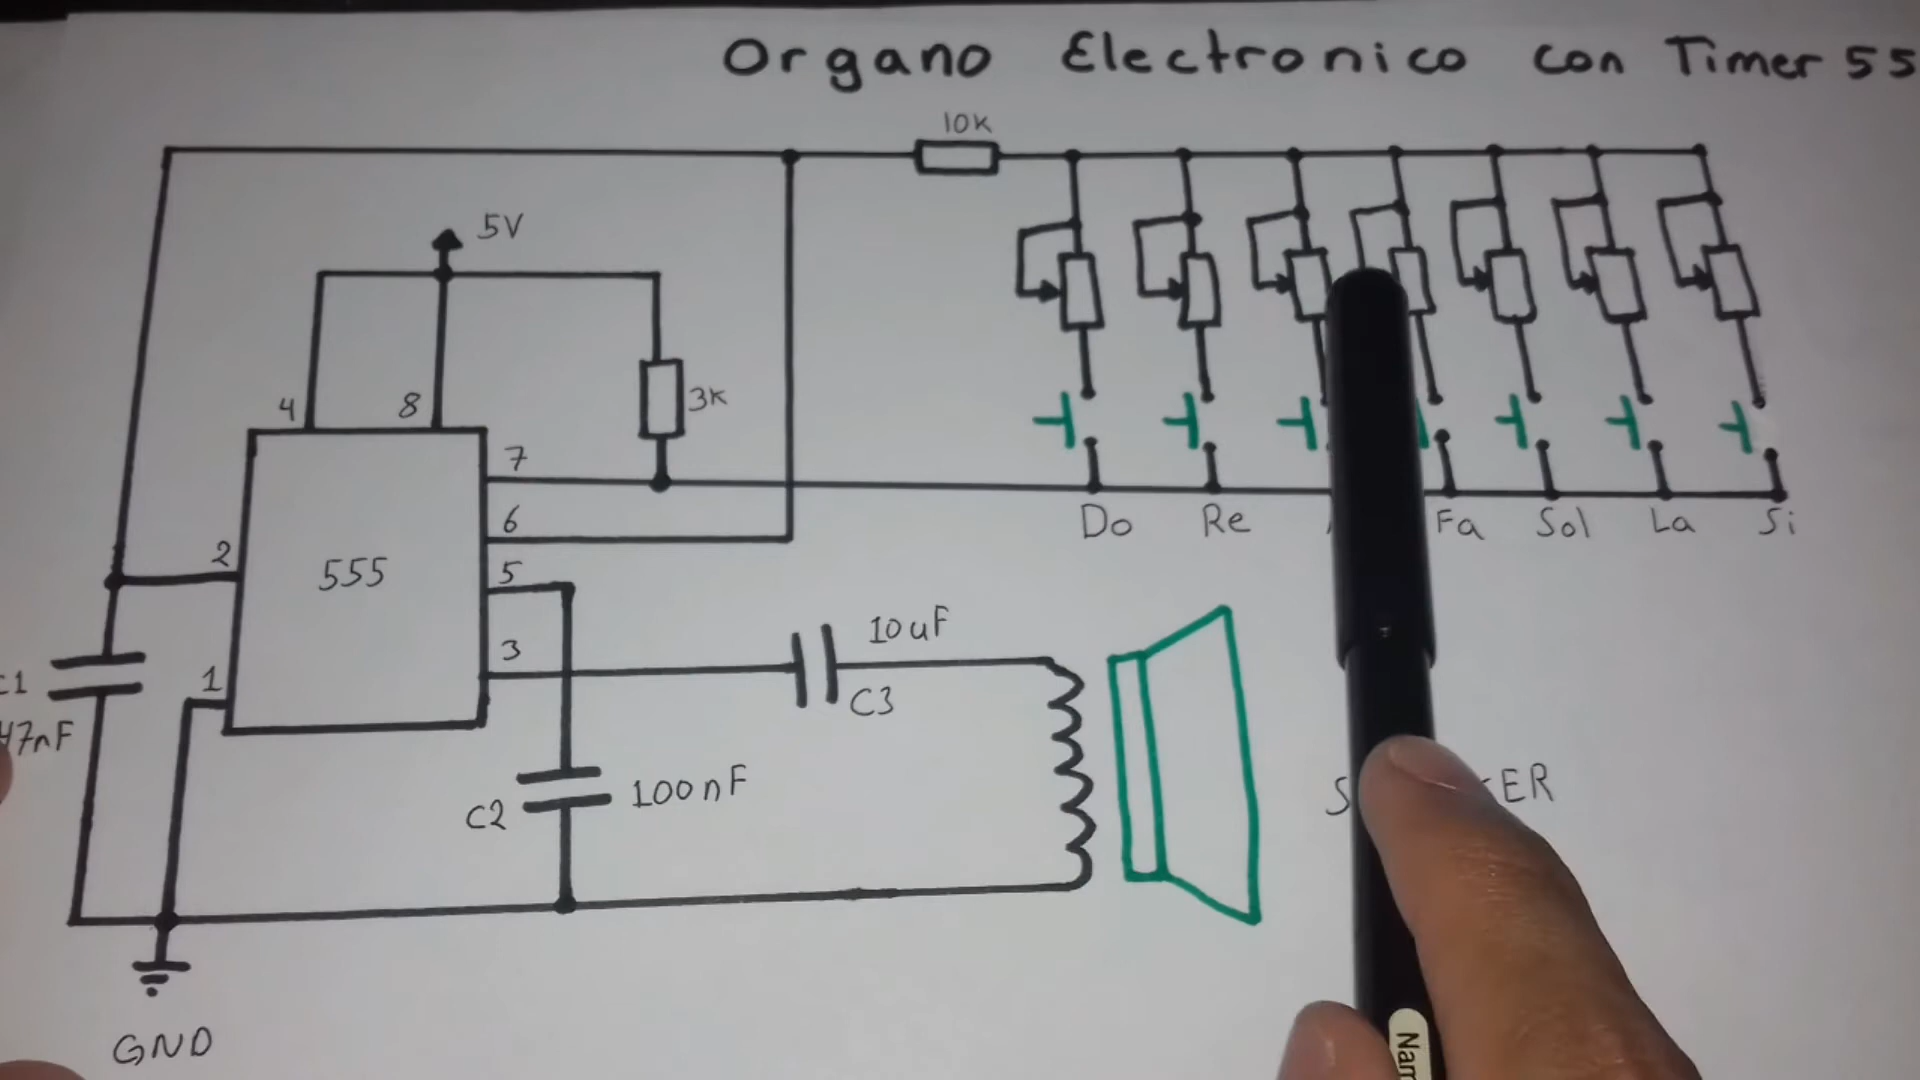 Organo Electronico con Timer 55
10K
5V
4
8
3K
7
6
2
555
5
3
1
Do Re Fa Sol La Si
10uF
C3
C1
47nF
C2
100nF
GND